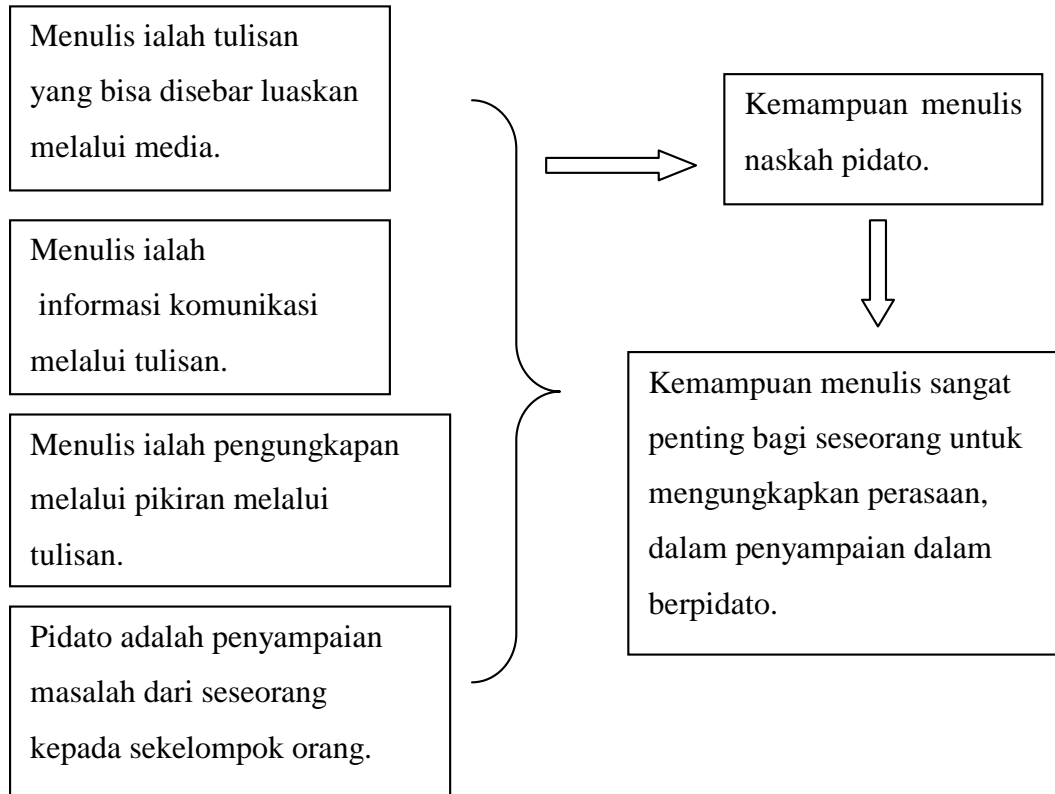 Menulis ialah tulisan
yang bisa disebar luaskan
melalui media.
Menulis ialah
informasi komunikasi
melalui tulisan.
Menulis ialah pengungkapan
melalui pikiran melalui
tulisan.
Pidato adalah penyampaian
masalah dari seseorang
kepada sekelompok orang.
Kemampuan menulis
naskah pidato.
Kemampuan menulis sangat
penting bagi seseorang untuk
mengungkapkan perasaan,
dalam penyampaian dalam
berpidato.